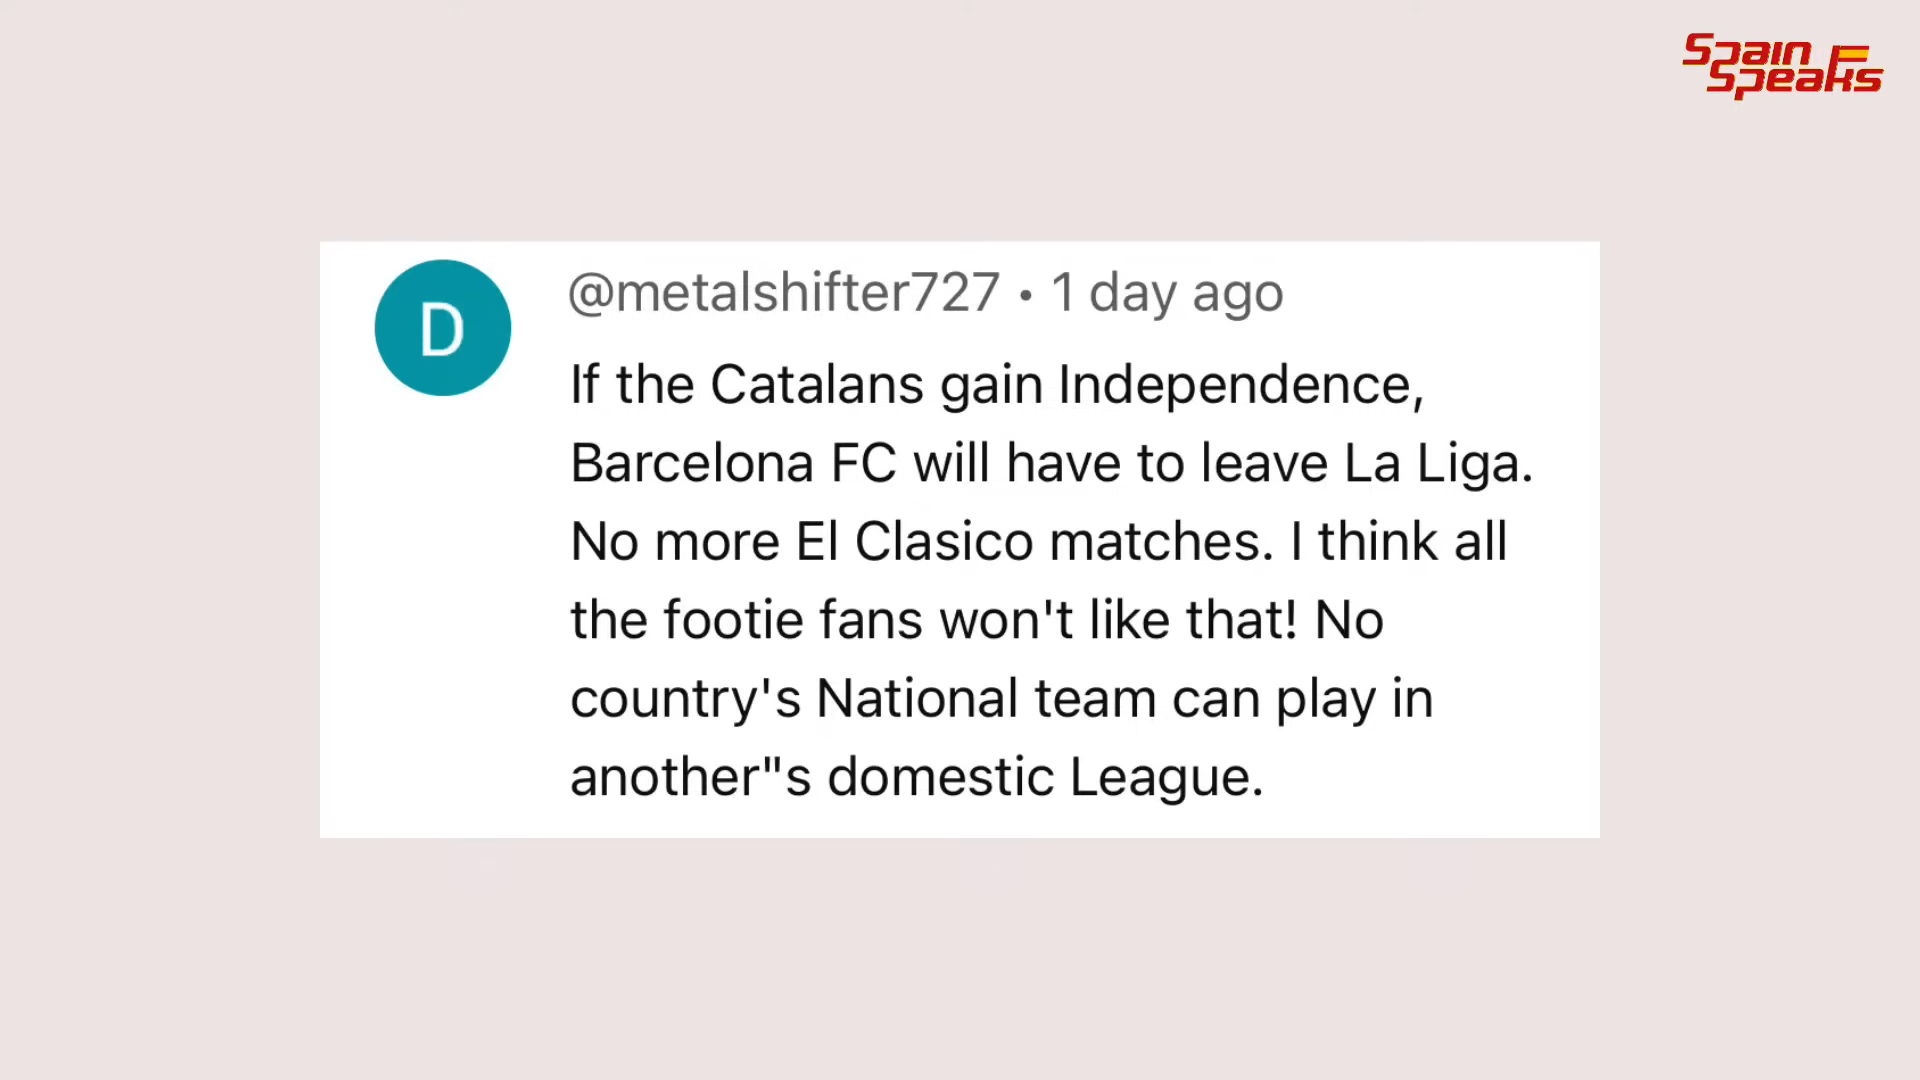 Spain
Speaks
D
@metalshifter727 • 1 day ago
If the Catalans gain Independence,
Barcelona FC will have to leave La Liga.
No more El Clasico matches. I think all
the footie fans won't like that! No
country's National team can play in
another"s domestic League.